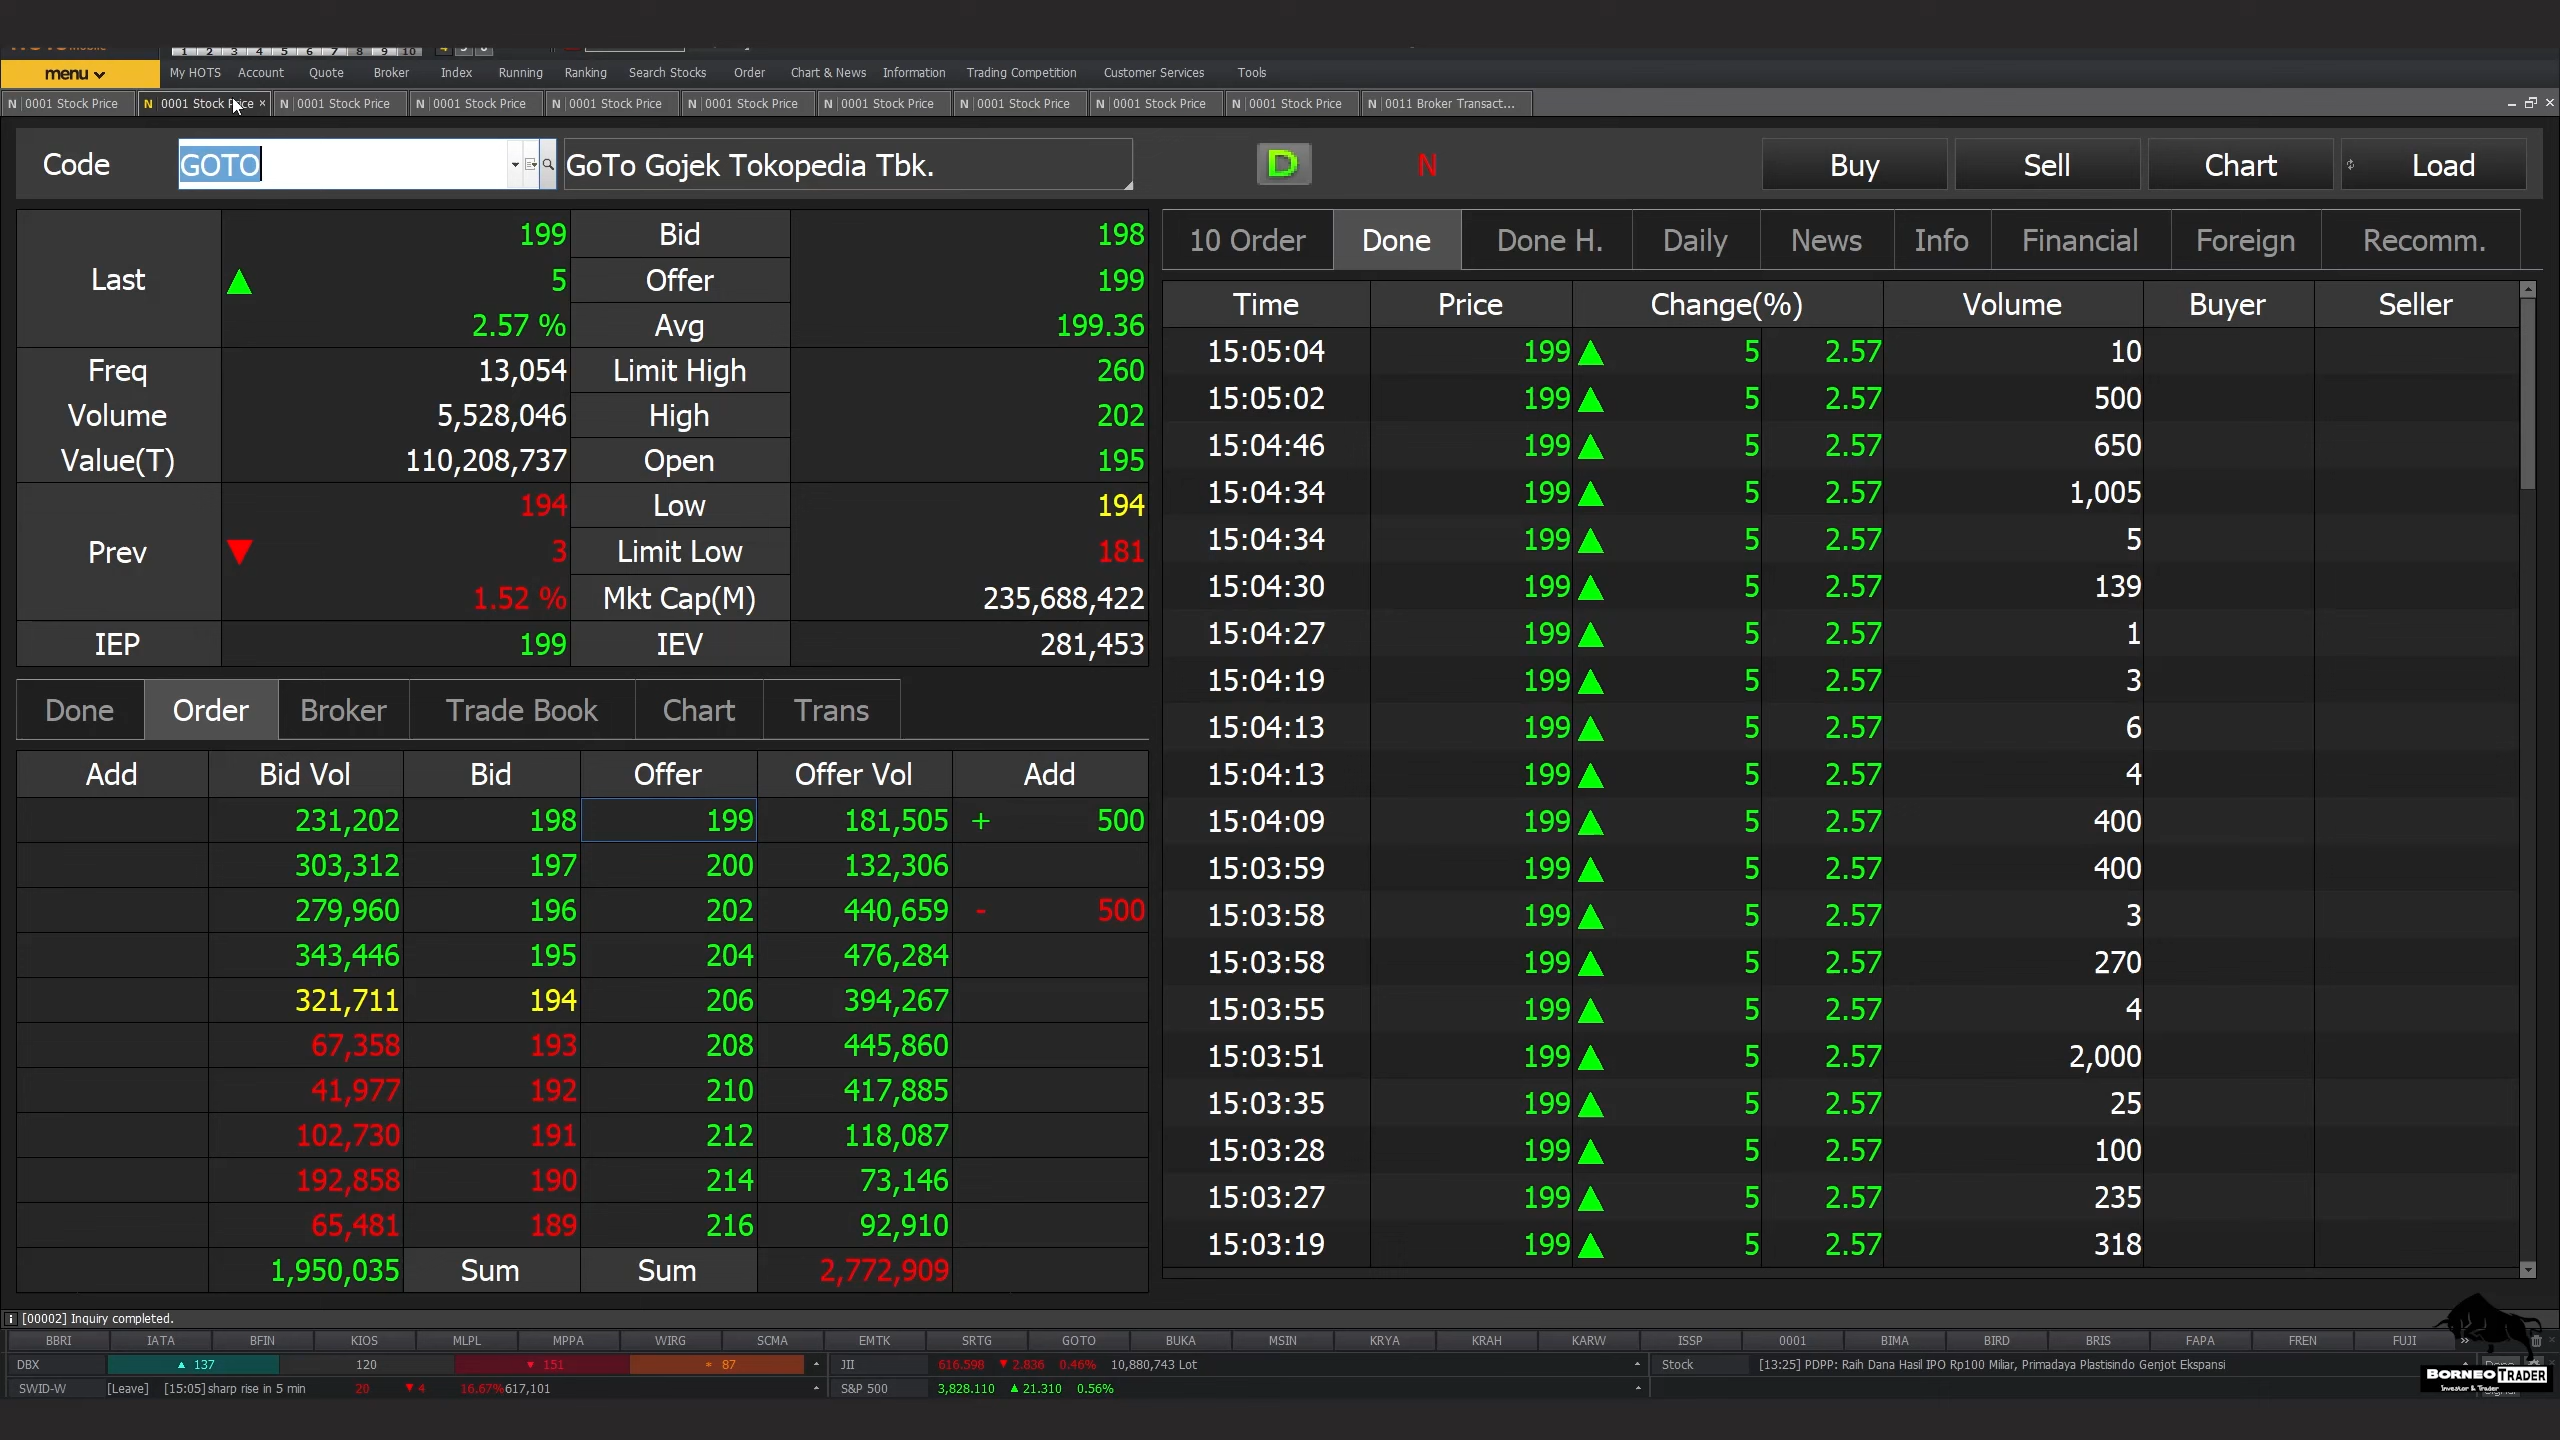 1 2 3 4 5 6 7 8 9 10
menu My HOTS Account Quote Broker Index Running Ranking Search Stocks Order Chart & News Information Trading Competition Customer Services Tools
N 0001 Stock Price N 0001 Stock Price × N 0001 Stock Price N 0001 Stock Price N 0001 Stock Price N 0001 Stock Price N 0001 Stock Price N 0001 Stock Price N 0001 Stock Price N 0001 Stock Price N 0011 Broker Transact...
Code GOTO GoTo Gojek Tokopedia Tbk. D N Buy Sell Chart Load
Last 199 Bid 198
▲ 5 Offer 199
2.57 % Avg 199.36
Freq 13,054 Limit High 260
Volume 5,528,046 High 202
Value(T) 110,208,737 Open 195
Prev 194 Low 194
▼ 3 Limit Low 181
1.52 % Mkt Cap(M) 235,688,422
IEP 199 IEV 281,453
Done Order Broker Trade Book Chart Trans
Add Bid Vol Bid Offer Offer Vol Add
231,202 198 199 181,505 + 500
303,312 197 200 132,306
279,960 196 202 440,659 - 500
343,446 195 204 476,284
321,711 194 206 394,267
67,358 193 208 445,860
41,977 192 210 417,885
102,730 191 212 118,087
192,858 190 214 73,146
65,481 189 216 92,910
1,950,035 Sum Sum 2,772,909
10 Order Done Done H. Daily News Info Financial Foreign Recomm.
Time Price Change(%) Volume Buyer Seller
15:05:04 199 ▲ 5 2.57 10
15:05:02 199 ▲ 5 2.57 500
15:04:46 199 ▲ 5 2.57 650
15:04:34 199 ▲ 5 2.57 1,005
15:04:34 199 ▲ 5 2.57 5
15:04:30 199 ▲ 5 2.57 139
15:04:27 199 ▲ 5 2.57 1
15:04:19 199 ▲ 5 2.57 3
15:04:13 199 ▲ 5 2.57 6
15:04:13 199 ▲ 5 2.57 4
15:04:09 199 ▲ 5 2.57 400
15:03:59 199 ▲ 5 2.57 400
15:03:58 199 ▲ 5 2.57 3
15:03:58 199 ▲ 5 2.57 270
15:03:55 199 ▲ 5 2.57 4
15:03:51 199 ▲ 5 2.57 2,000
15:03:35 199 ▲ 5 2.57 25
15:03:28 199 ▲ 5 2.57 100
15:03:27 199 ▲ 5 2.57 235
15:03:19 199 ▲ 5 2.57 318
[00002] Inquiry completed.
BBRI IATA BFIN KIOS MLPL MPPA WIRG SCMA EMTK SRTG GOTO BUKA MSIN KRYA KRAH KARW ISSP 0001 BIMA BIRD BRIS FAPA FREN FUJI
DBX ▲ 137 120 ▼ 151 * 87 JII 616.598 ▼ 2.836 0.46% 10,880,743 Lot Stock [13:25] PDPP: Raih Dana Hasil IPO Rp100 Miliar, Primadaya Plastisindo Genjot Ekspansi
SWID-W [Leave] [15:05] sharp rise in 5 min 20 ▼ 4 16.67% 617,101 S&P 500 3,828.110 ▲ 21.310 0.56%
BORNEO TRADER
Investor & Trader